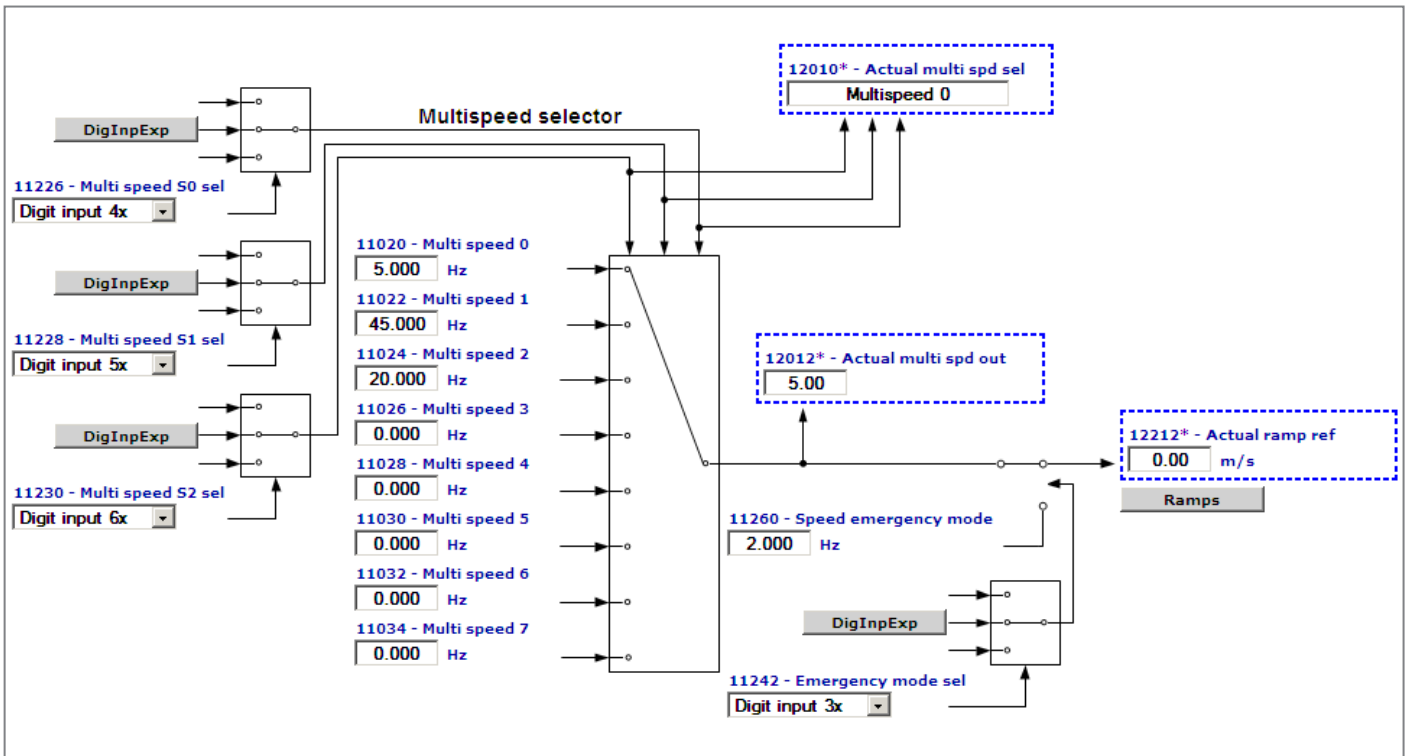 12010* - Actual multi spd sel
Multispeed 0
Multispeed selector
DigInpExp
11226 - Multi speed S0 sel
Digit input 4x
DigInpExp
11228 - Multi speed S1 sel
Digit input 5x
DigInpExp
11230 - Multi speed S2 sel
Digit input 6x
11020 - Multi speed 0
5.000 Hz
11022 - Multi speed 1
45.000 Hz
11024 - Multi speed 2
20.000 Hz
11026 - Multi speed 3
0.000 Hz
11028 - Multi speed 4
0.000 Hz
11030 - Multi speed 5
0.000 Hz
11032 - Multi speed 6
0.000 Hz
11034 - Multi speed 7
0.000 Hz
12012* - Actual multi spd out
5.00
12212* - Actual ramp ref
0.00 m/s
Ramps
11260 - Speed emergency mode
2.000 Hz
DigInpExp
11242 - Emergency mode sel
Digit input 3x